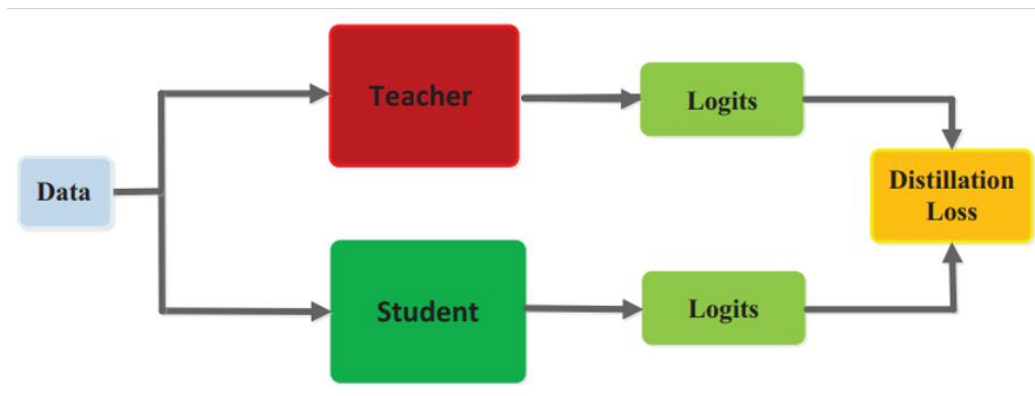 Teacher
Logits
Data
Distillation
Loss
Student
Logits